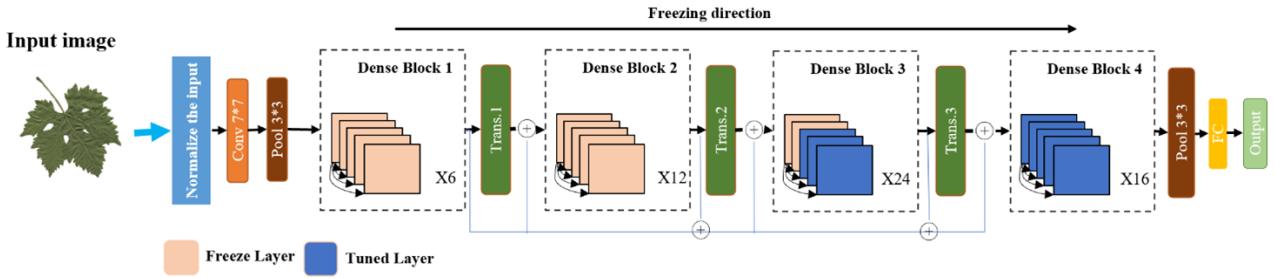 Freezing direction
Input image
Normalize the input
Conv 7*7
Pool 3*3
Dense Block 1
X6
Trans.1
+
Dense Block 2
X12
Trans.2
+
Dense Block 3
X24
Trans.3
+
Dense Block 4
X16
Pool 3*3
FC
Output
+
+
Freeze Layer
Tuned Layer